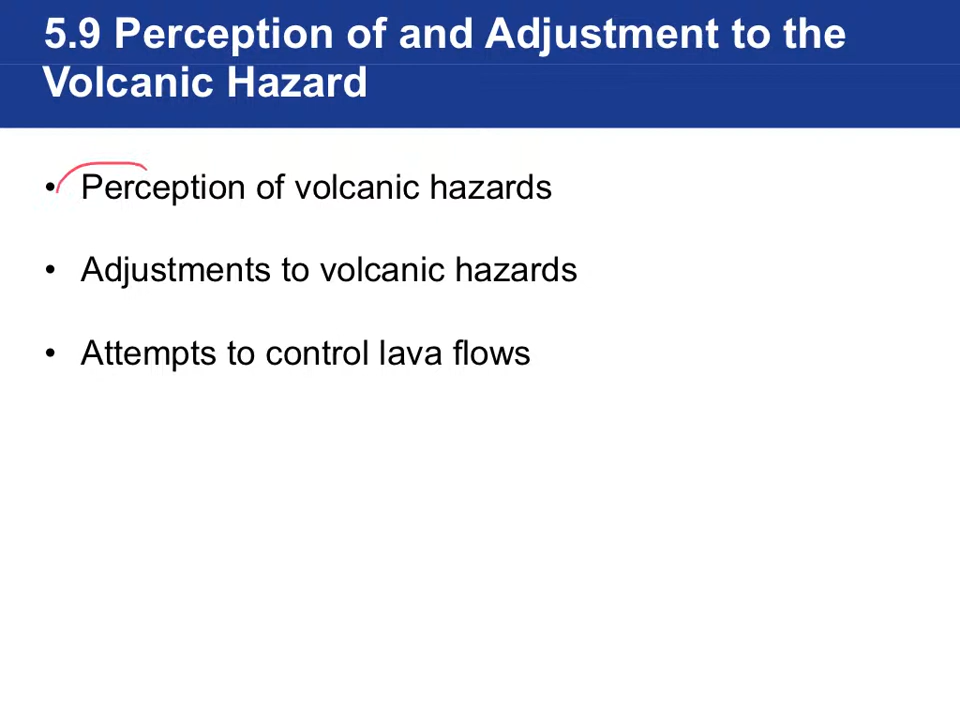 5.9 Perception of and Adjustment to the
Volcanic Hazard
• Perception of volcanic hazards
• Adjustments to volcanic hazards
• Attempts to control lava flows